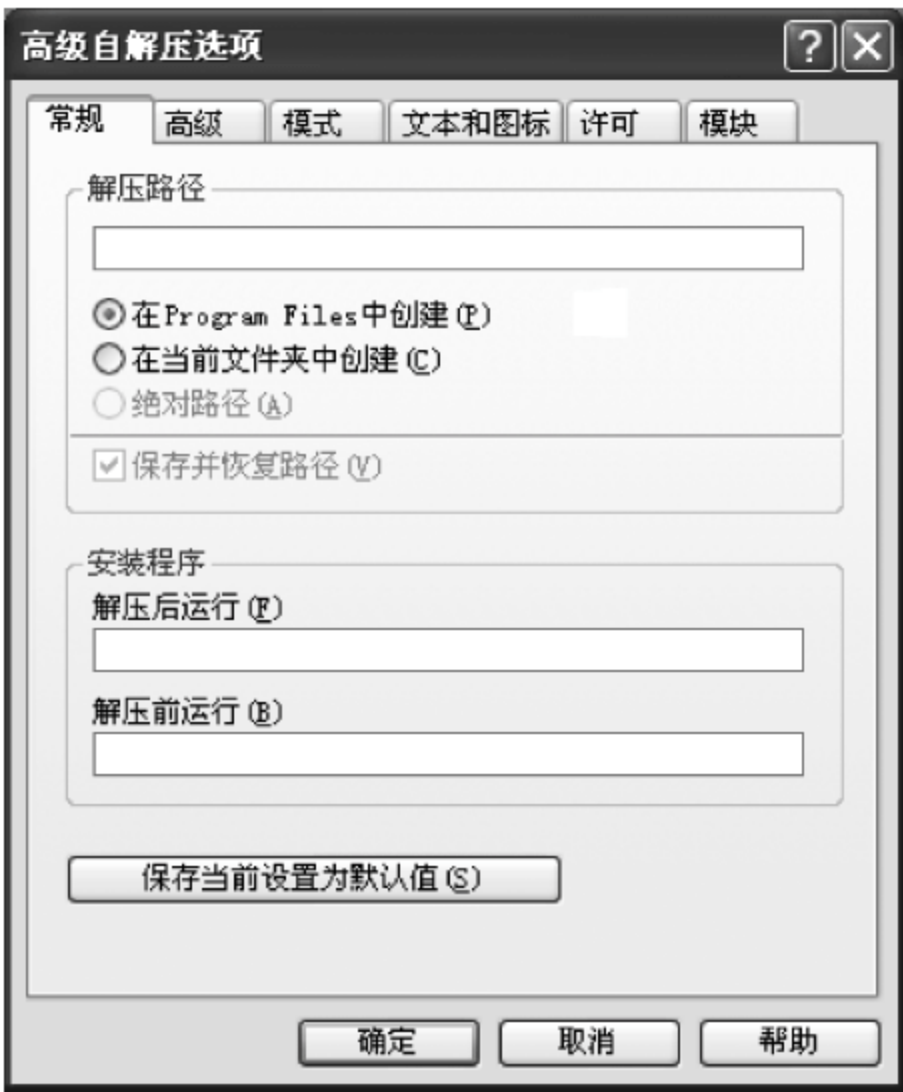 高级自解压选项
常规 高级 模式 文本和图标 许可 模块
解压路径
在Program Files中创建(P)
在当前文件夹中创建(C)
绝对路径(A)
保存并恢复路径(V)
安装程序
解压后运行(F)
解压前运行(B)
保存当前设置为默认值(S)
确定 取消 帮助